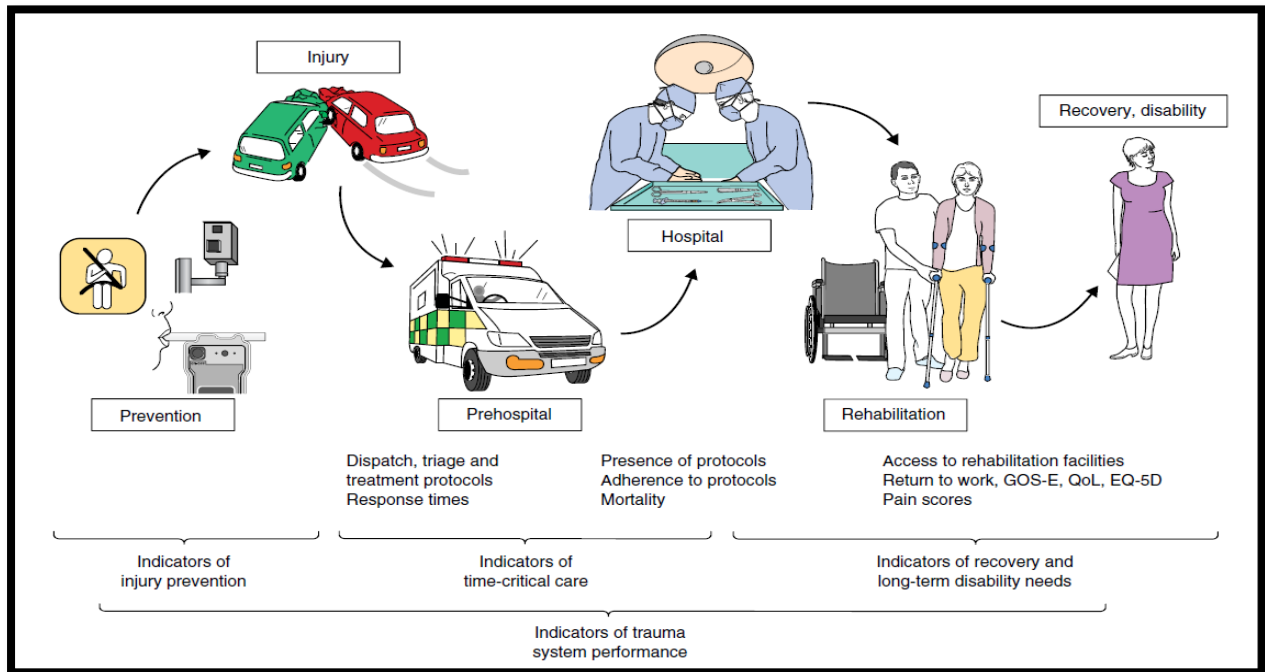 Injury
Recovery, disability
Hospital
Prevention
Prehospital
Rehabilitation
Dispatch, triage and
treatment protocols
Response times
Presence of protocols
Adherence to protocols
Mortality
Access to rehabilitation facilities
Return to work, GOS-E, QoL, EQ-5D
Pain scores
Indicators of
injury prevention
Indicators of
time-critical care
Indicators of recovery and
long-term disability needs
Indicators of trauma
system performance